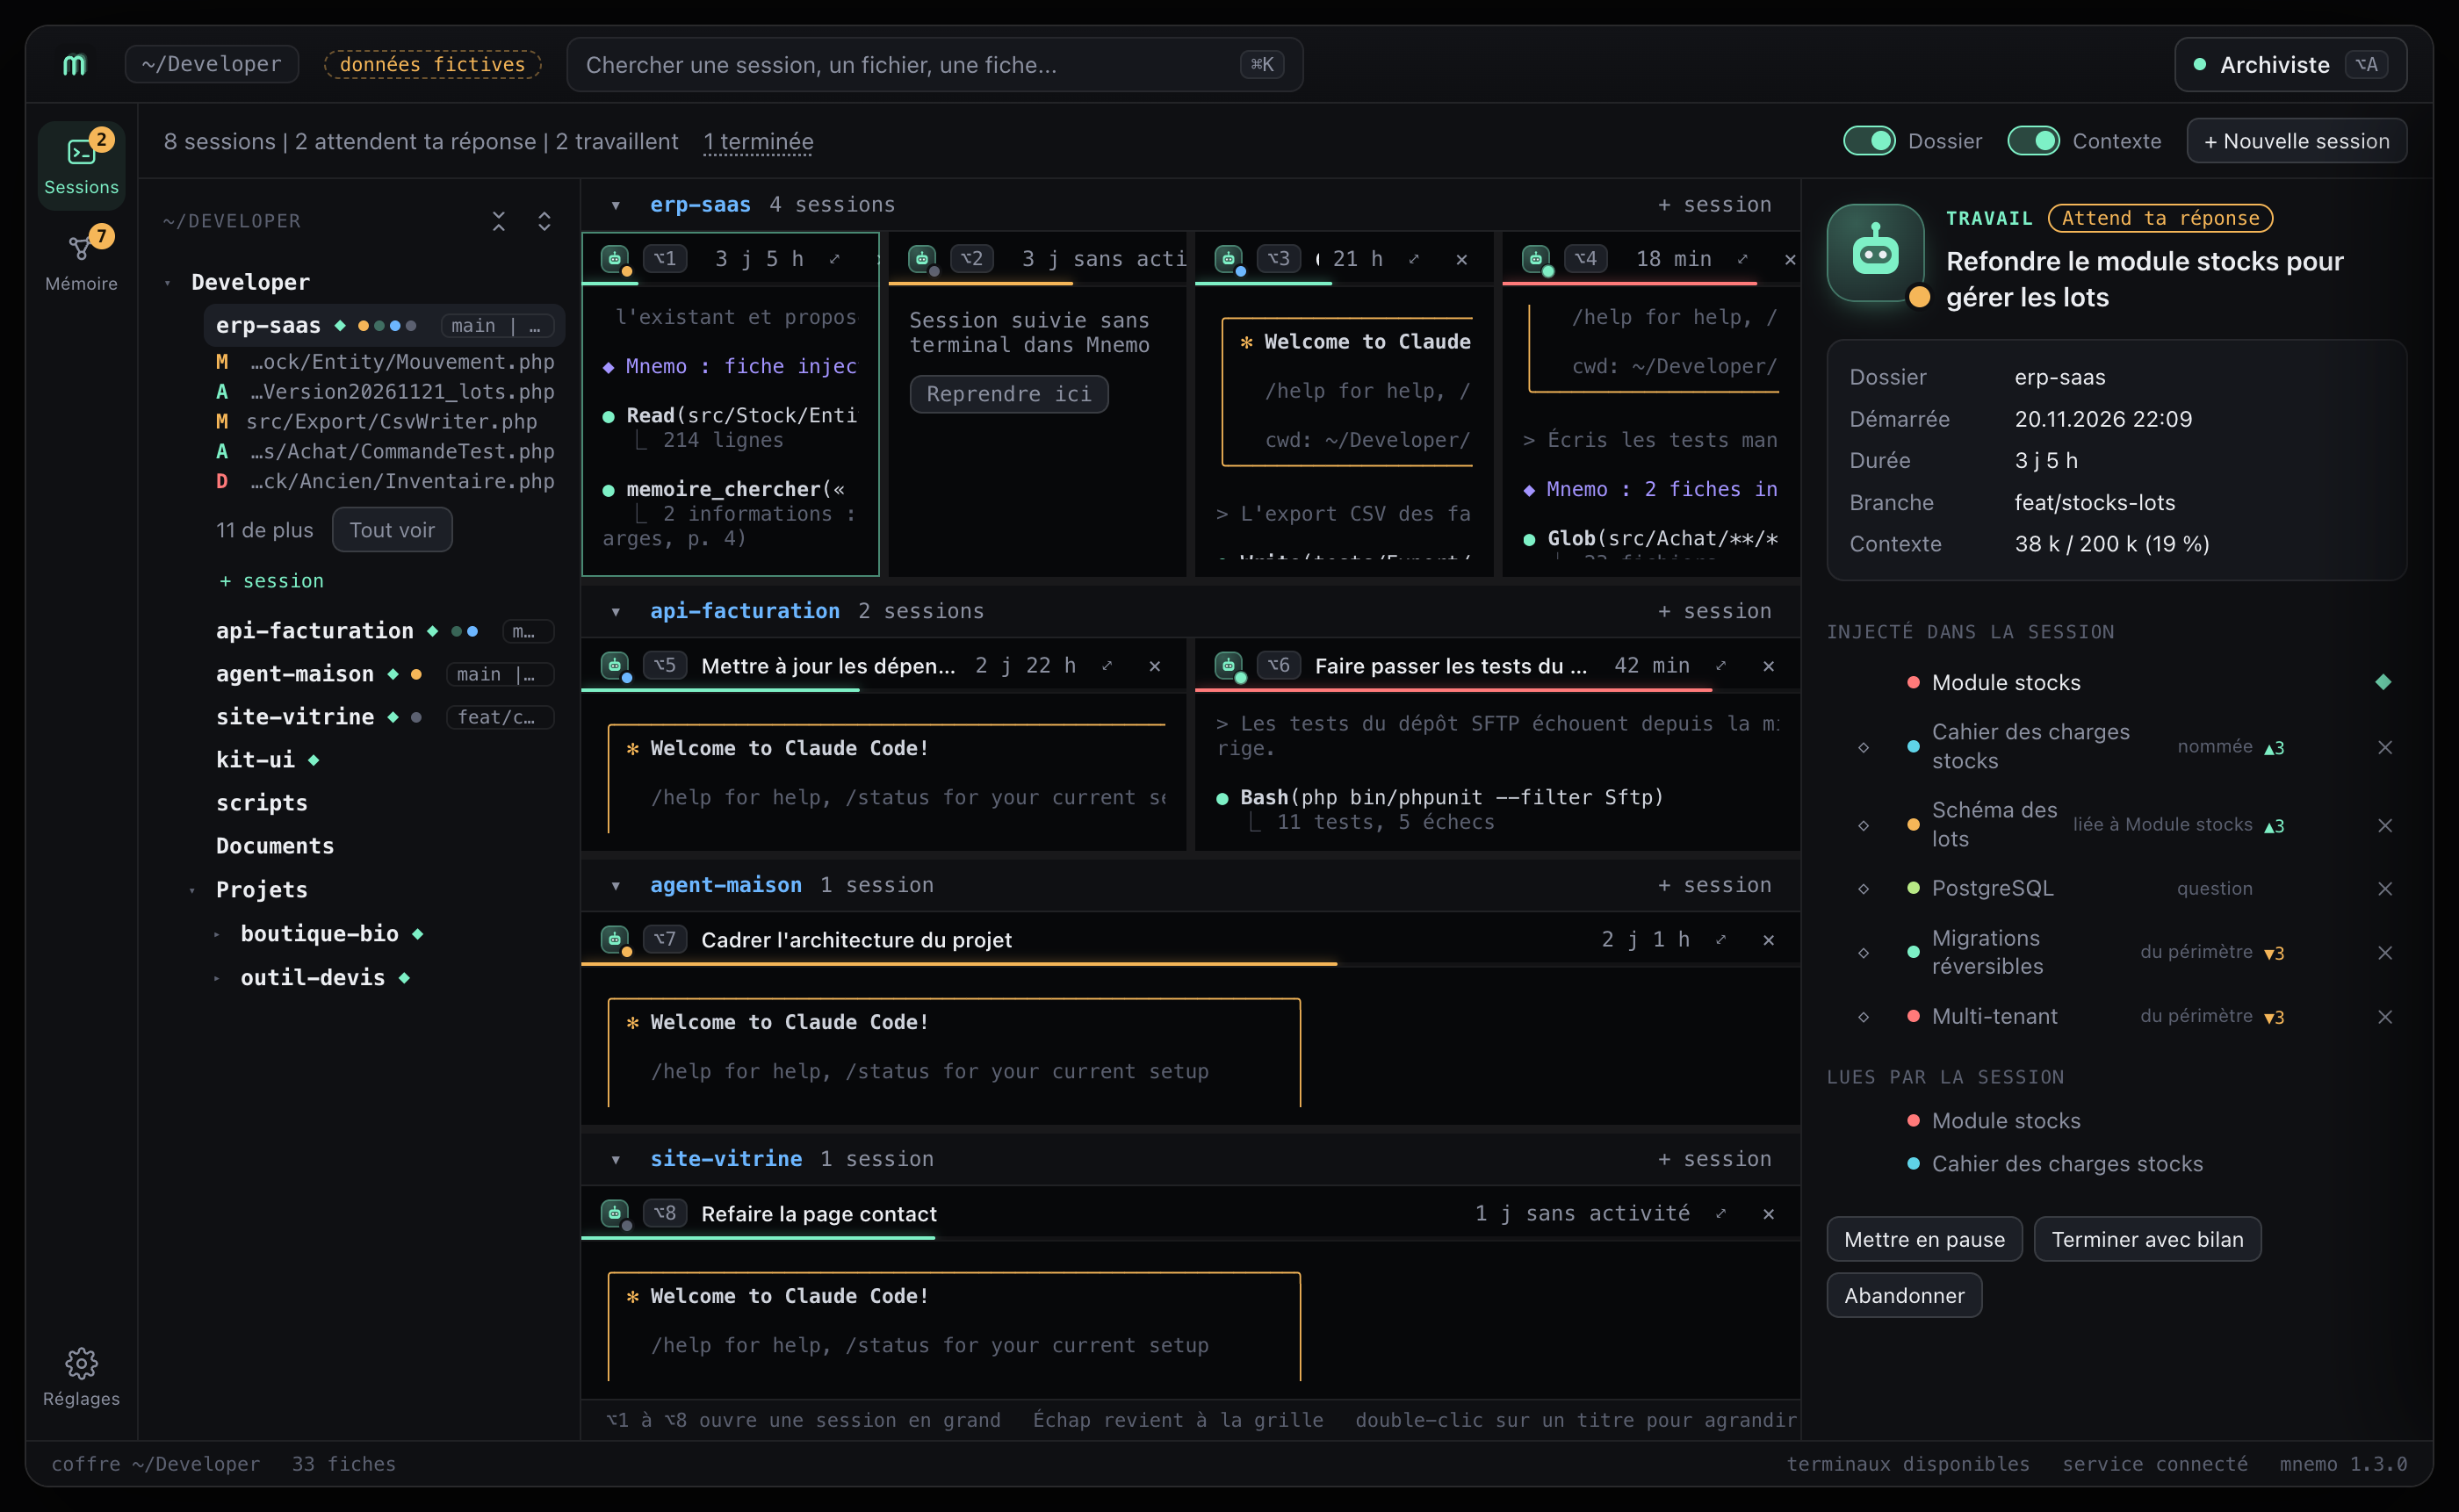 m ~/Developer données fictives Chercher une session, un fichier, une fiche... ⌘K Archiviste ⌥A
2
Sessions
7
Mémoire
Réglages
8 sessions | 2 attendent ta réponse | 2 travaillent 1 terminée Dossier Contexte + Nouvelle session
~/DEVELOPER
Developer
erp-saas main | …
M …ock/Entity/Mouvement.php
A …Version20261121_lots.php
M src/Export/CsvWriter.php
A …s/Achat/CommandeTest.php
D …ck/Ancien/Inventaire.php
11 de plus Tout voir
+ session
api-facturation m…
agent-maison main |…
site-vitrine feat/c…
kit-ui
scripts
Documents
Projets
boutique-bio
outil-devis
erp-saas 4 sessions + session
⌥1 3 j 5 h
l'existant et propos
◆ Mnemo : fiche injec
● Read(src/Stock/Enti
⎿ 214 lignes
● memoire_chercher(«
⎿ 2 informations :
arges, p. 4)
⌥2 3 j sans acti
Session suivie sans
terminal dans Mnemo
Reprendre ici
⌥3 21 h ×
✻ Welcome to Claude
/help for help, /
cwd: ~/Developer/
> L'export CSV des fa
⌥4 18 min ×
/help for help, /
cwd: ~/Developer/
> Écris les tests man
◆ Mnemo : 2 fiches in
● Glob(src/Achat/**/*
api-facturation 2 sessions + session
⌥5 Mettre à jour les dépen... 2 j 22 h ×
✻ Welcome to Claude Code!
/help for help, /status for your current se
⌥6 Faire passer les tests du ... 42 min ×
> Les tests du dépôt SFTP échouent depuis la mi
rige.
● Bash(php bin/phpunit --filter Sftp)
⎿ 11 tests, 5 échecs
agent-maison 1 session + session
⌥7 Cadrer l'architecture du projet 2 j 1 h ×
✻ Welcome to Claude Code!
/help for help, /status for your current setup
site-vitrine 1 session + session
⌥8 Refaire la page contact 1 j sans activité ×
✻ Welcome to Claude Code!
/help for help, /status for your current setup
⌥1 à ⌥8 ouvre une session en grand Échap revient à la grille double-clic sur un titre pour agrandir
TRAVAIL Attend ta réponse
Refondre le module stocks pour
gérer les lots
Dossier erp-saas
Démarrée 20.11.2026 22:09
Durée 3 j 5 h
Branche feat/stocks-lots
Contexte 38 k / 200 k (19 %)
INJECTÉ DANS LA SESSION
Module stocks
Cahier des charges
stocks nommée ▲3 ×
Schéma des
lots liée à Module stocks ▲3 ×
PostgreSQL question ×
Migrations
réversibles du périmètre ▼3 ×
Multi-tenant du périmètre ▼3 ×
LUES PAR LA SESSION
Module stocks
Cahier des charges stocks
Mettre en pause Terminer avec bilan
Abandonner
coffre ~/Developer 33 fiches terminaux disponibles service connecté mnemo 1.3.0